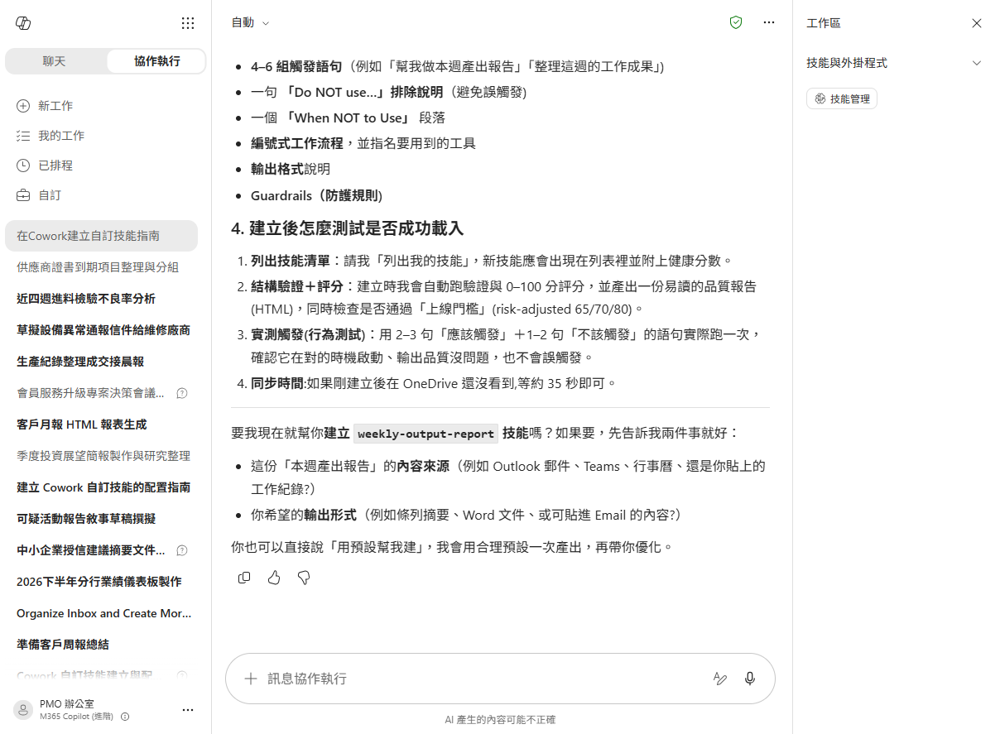 聊天
協作執行
新工作
我的工作
已排程
自訂
在Cowork建立自訂技能指南
供應商證書到期項目整理與分組
近四週進料檢驗不良率分析
草擬設備異常通報信件給維修廠商
生產紀錄整理成交接晨報
會員服務升級專案決策會議...
客戶月報 HTML 報表生成
季度投資展望簡報製作與研究整理
建立 Cowork 自訂技能的配置指南
可疑活動報告敘事草稿撰擬
中小企業授信建議摘要文件...
2026下半年分行業績儀表板製作
Organize Inbox and Create Mor...
準備客戶周報總結
Cowork 自訂技能建立與配
PMO 辦公室
M365 Copilot (進階)
自動
4–6 組觸發語句（例如「幫我做本週產出報告」「整理這週的工作成果」)
一句 「Do NOT use...」排除說明（避免誤觸發)
一個 「When NOT to Use」 段落
編號式工作流程，並指名要用到的工具
輸出格式說明
Guardrails（防護規則)
4. 建立後怎麼測試是否成功載入
1. 列出技能清單：請我「列出我的技能」，新技能應會出現在列表裡並附上健康分數。
2. 結構驗證＋評分：建立時我會自動跑驗證與 0–100 分評分，並產出一份易讀的品質報告
(HTML)，同時檢查是否通過「上線門檻」(risk-adjusted 65/70/80)。
3. 實測觸發(行為測試)：用 2–3 句「應該觸發」＋1–2 句「不該觸發」的語句實際跑一次，
確認它在對的時機啟動、輸出品質沒問題，也不會誤觸發。
4. 同步時間:如果剛建立後在 OneDrive 還沒看到,等約 35 秒即可。
要我現在就幫你建立 weekly-output-report 技能嗎？如果要，先告訴我兩件事就好：
這份「本週產出報告」的內容來源（例如 Outlook 郵件、Teams、行事曆、還是你貼上的
工作紀錄?）
你希望的輸出形式（例如條列摘要、Word 文件、或可貼進 Email 的內容?）
你也可以直接說「用預設幫我建」，我會用合理預設一次產出，再帶你優化。
訊息協作執行
AI 產生的內容可能不正確
工作區
技能與外掛程式
技能管理